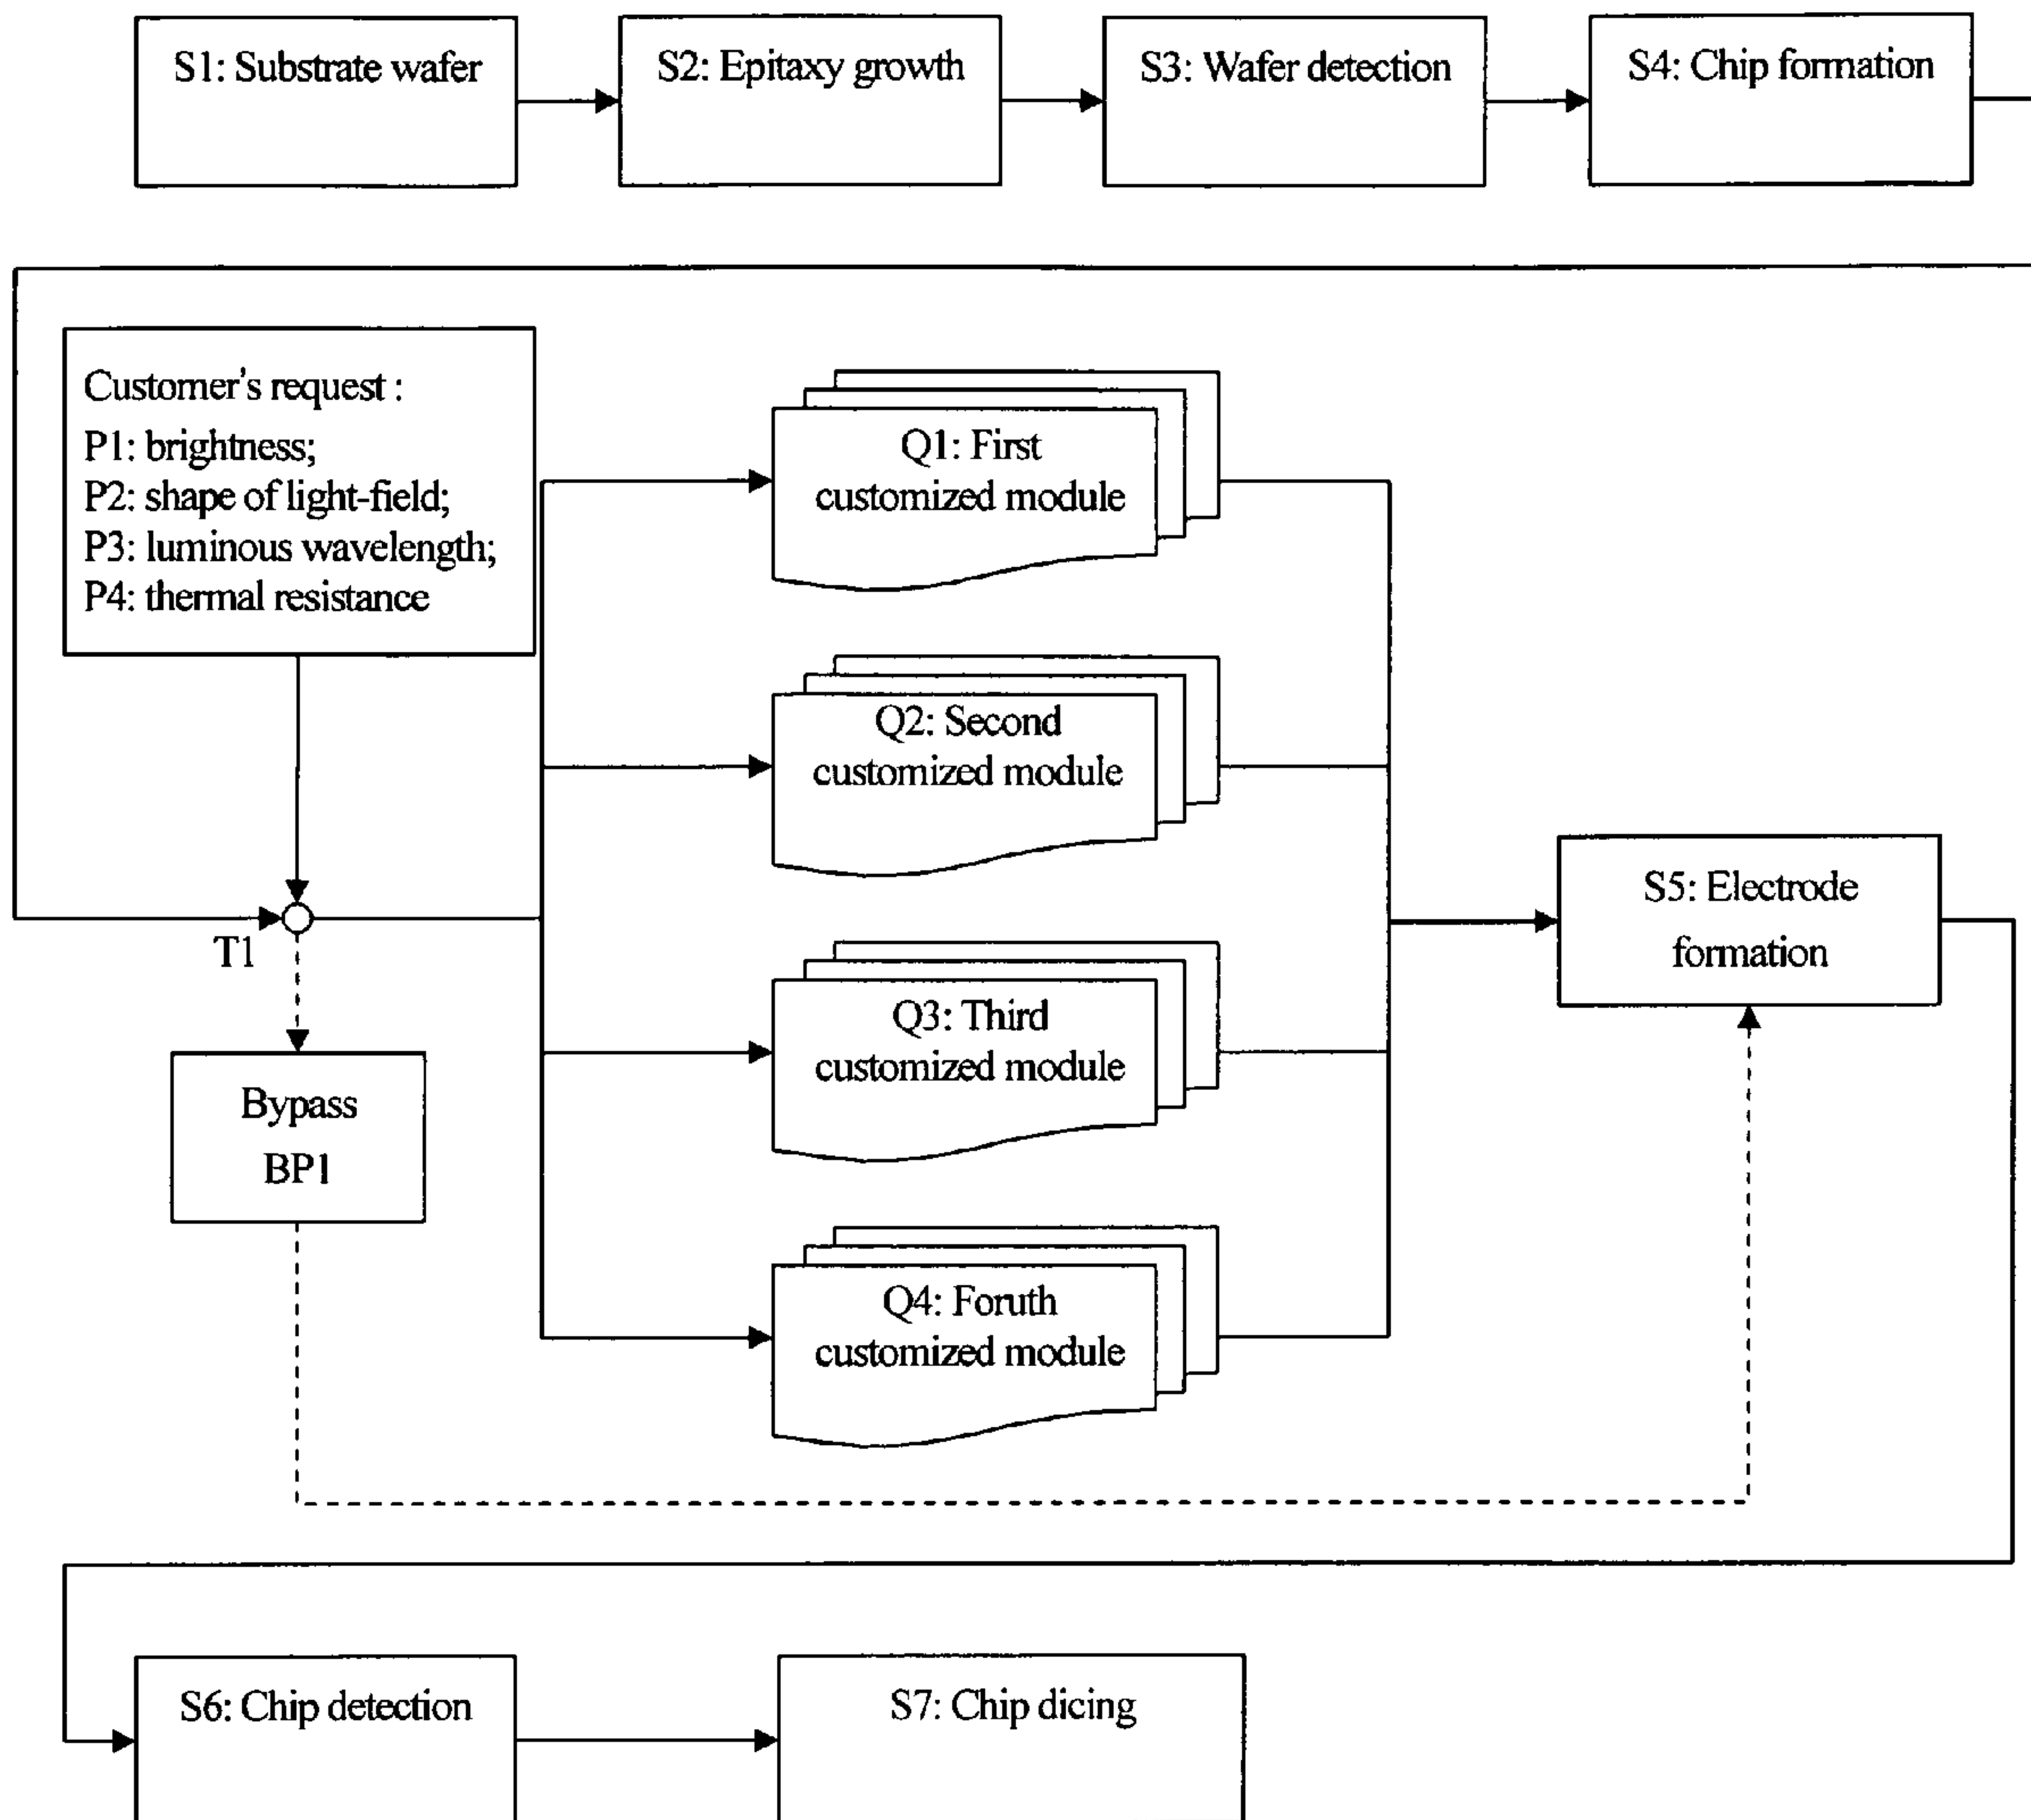 S1: Substrate wafer
S2: Epitaxy growth
S3: Wafer detection
S4: Chip formation
Customer's request :
P1: brightness;
P2: shape of light-field;
P3: luminous wavelength;
P4: thermal resistance
Q1: First
customized module
Q2: Second
customized module
T1
S5: Electrode
formation
Q3: Third
customized module
Bypass
BP1
Q4: Foruth
customized module
S6: Chip detection
S7: Chip dicing